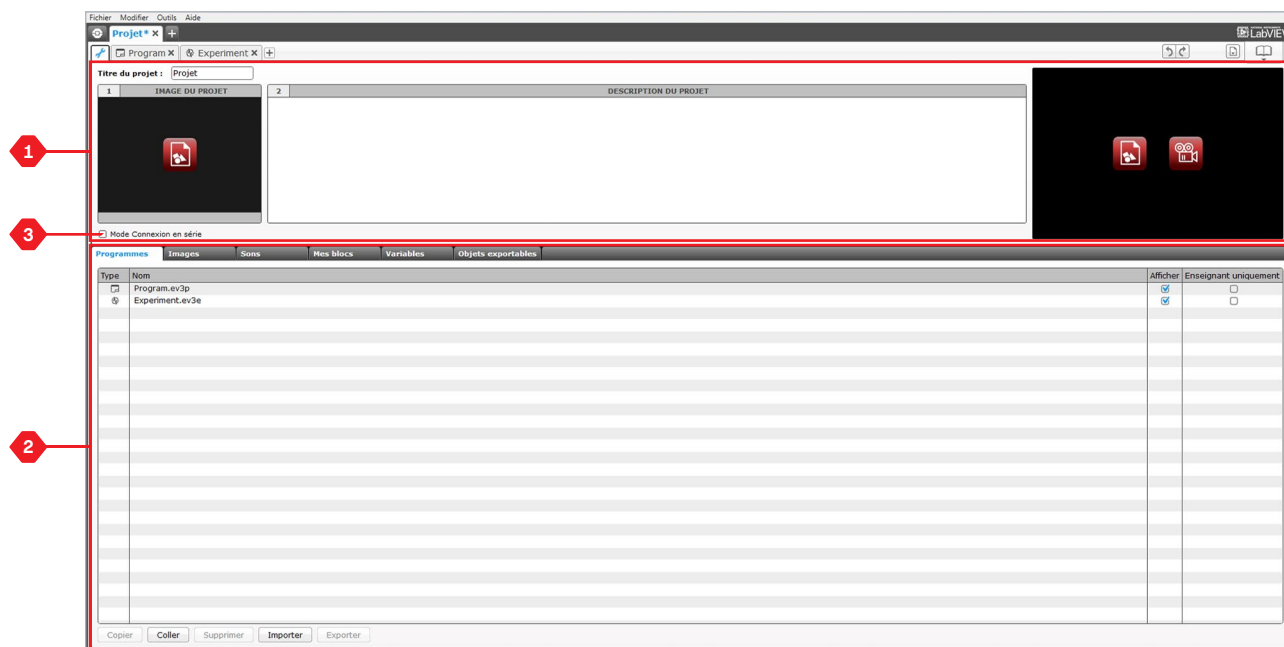 Fichier Modifier Outils Aide
Projet* × +
LabVIE
Program × Experiment × +
Titre du projet : Projet
1 IMAGE DU PROJET 2 DESCRIPTION DU PROJET
1
3
Mode Connexion en série
Programmes Images Sons Mes blocs Variables Objets exportables
Type Nom Afficher Enseignant uniquement
Program.ev3p
Experiment.ev3e
2
Copier Coller Supprimer Importer Exporter